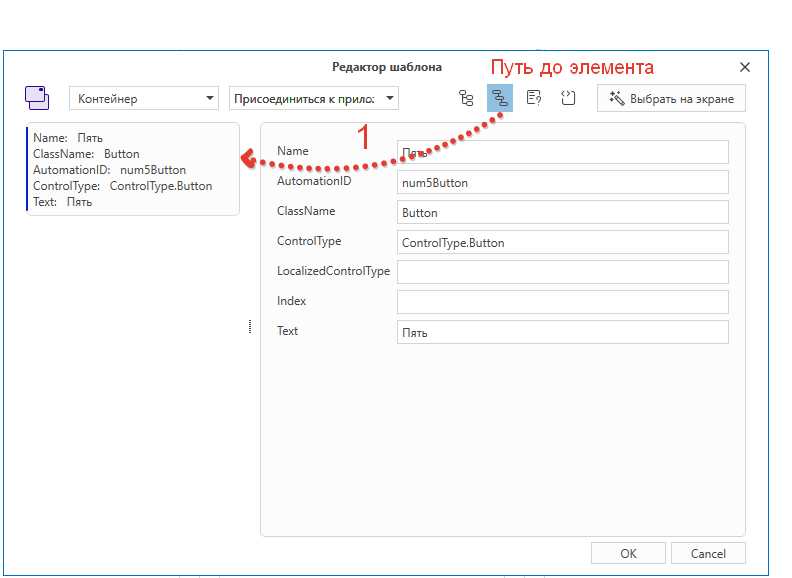 Редактор шаблона
Путь до элемента
Контейнер
Присоединиться к прило:
Выбрать на экране
1
Name: Пять
ClassName: Button
AutomationID: num5Button
ControlType: ControlType.Button
Text: Пять
Name Пять
AutomationID num5Button
ClassName Button
ControlType ControlType.Button
LocalizedControlType
Index
Text Пять
OK
Cancel